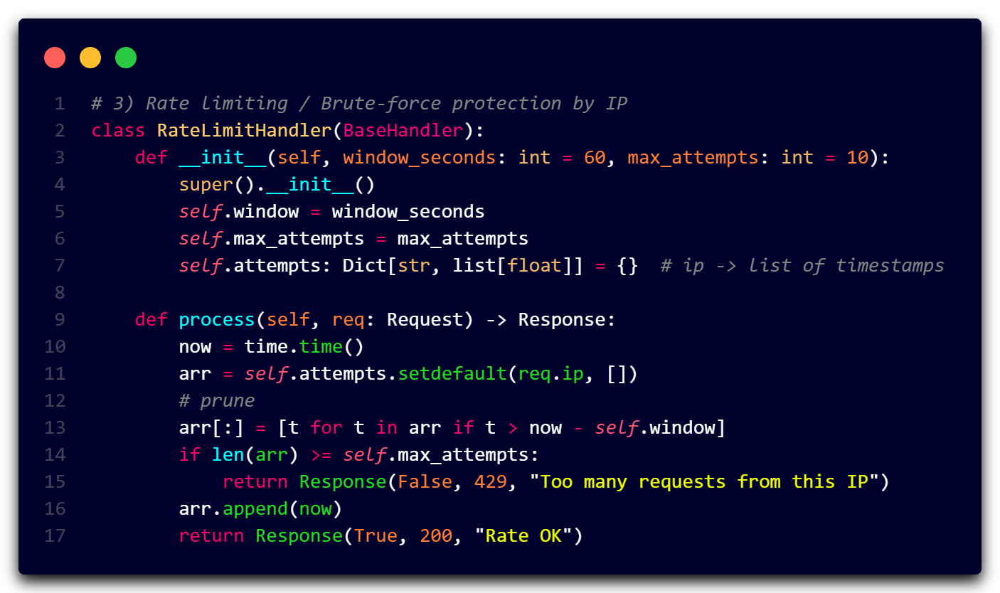 1 # 3) Rate limiting / Brute-force protection by IP
2 class RateLimitHandler(BaseHandler):
3     def __init__(self, window_seconds: int = 60, max_attempts: int = 10):
4         super().__init__()
5         self.window = window_seconds
6         self.max_attempts = max_attempts
7         self.attempts: Dict[str, list[float]] = {}  # ip -> list of timestamps
8
9     def process(self, req: Request) -> Response:
10         now = time.time()
11         arr = self.attempts.setdefault(req.ip, [])
12         # prune
13         arr[:] = [t for t in arr if t > now - self.window]
14         if len(arr) >= self.max_attempts:
15             return Response(False, 429, "Too many requests from this IP")
16         arr.append(now)
17         return Response(True, 200, "Rate OK")